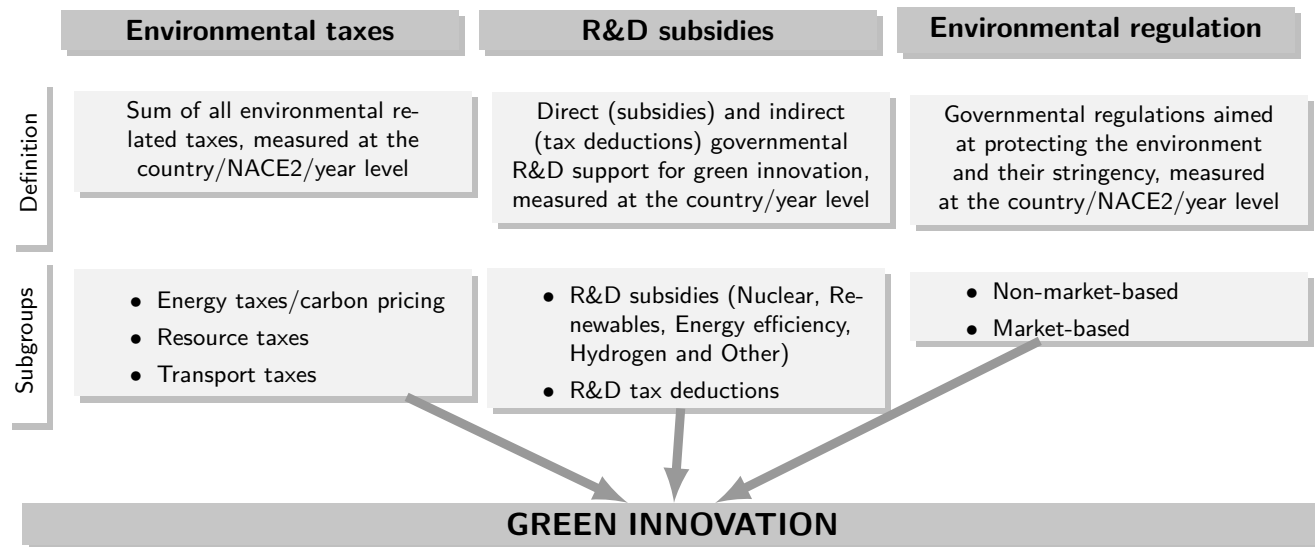 Environmental taxes
R&D subsidies
Environmental regulation
Definition
Sum of all environmental re-
lated taxes, measured at the
country/NACE2/year level
Direct (subsidies) and indirect
(tax deductions) governmental
R&D support for green innovation,
measured at the country/year level
Governmental regulations aimed
at protecting the environment
and their stringency, measured
at the country/NACE2/year level
Subgroups
• Energy taxes/carbon pricing
• Resource taxes
• Transport taxes
• R&D subsidies (Nuclear, Re-
newables, Energy efficiency,
Hydrogen and Other)
• R&D tax deductions
• Non-market-based
• Market-based
GREEN INNOVATION